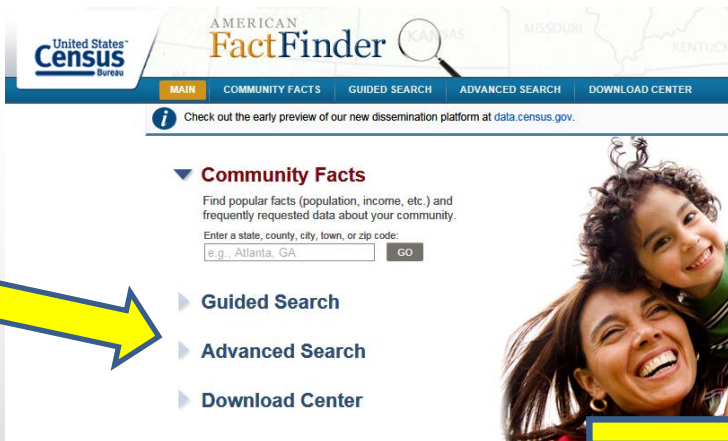 United States™
Census
Bureau
AMERICAN
FactFinder
KANSAS
MISSOURI
KENTUCKY
MAIN COMMUNITY FACTS GUIDED SEARCH ADVANCED SEARCH DOWNLOAD CENTER
Check out the early preview of our new dissemination platform at data.census.gov.
Community Facts
Find popular facts (population, income, etc.) and
frequently requested data about your community.
Enter a state, county, city, town, or zip code:
e.g., Atlanta, GA GO
Guided Search
Advanced Search
Download Center